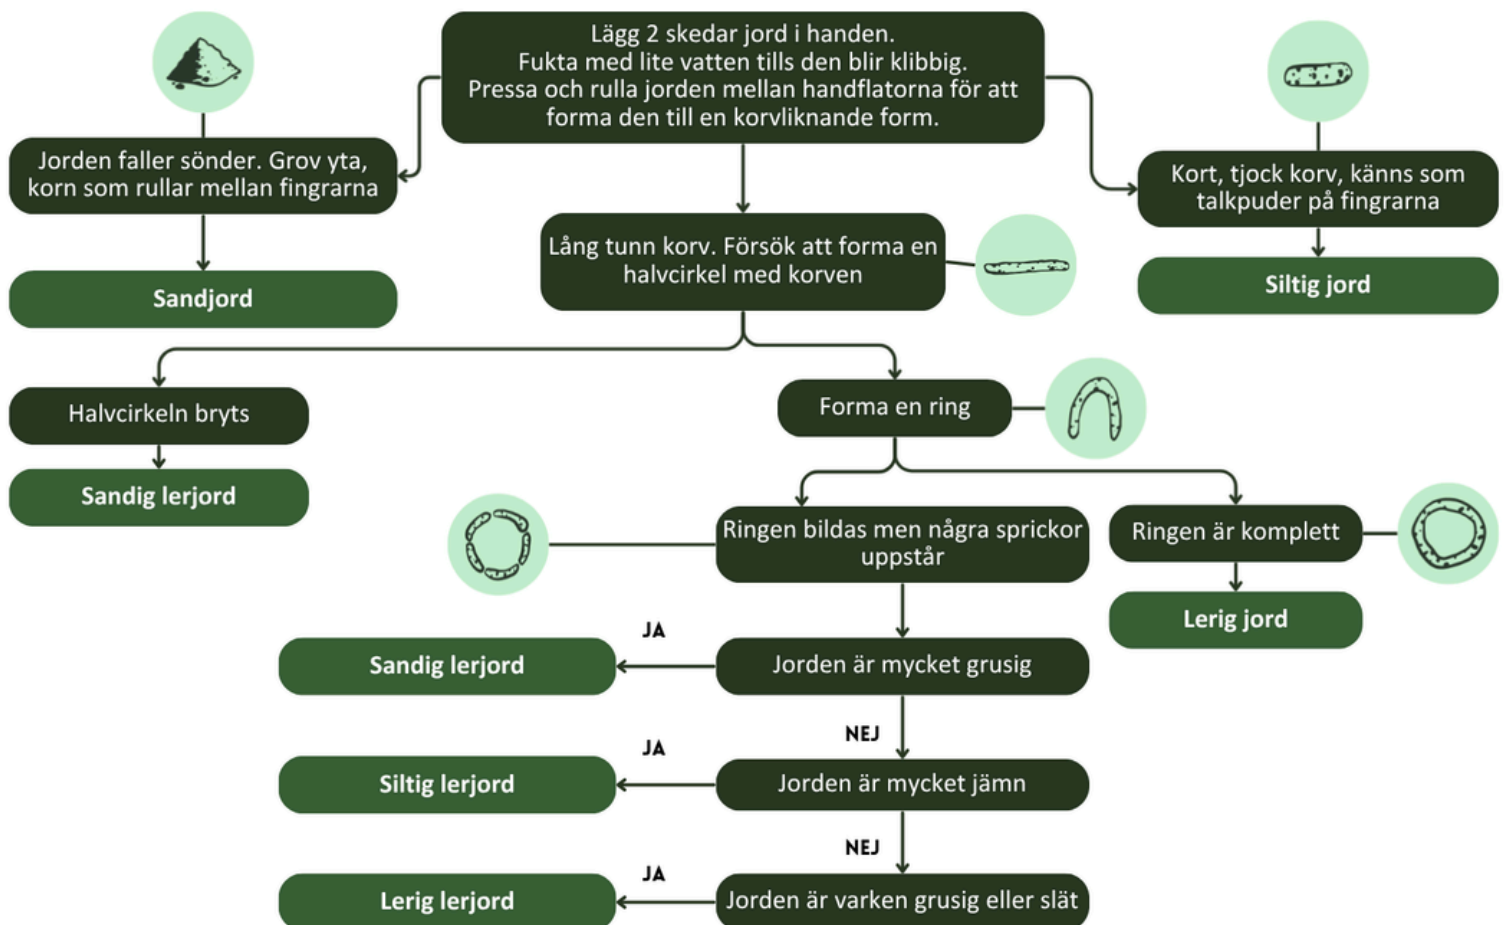 Lägg 2 skedar jord i handen.
Fukta med lite vatten tills den blir klibbig.
Pressa och rulla jorden mellan handflatorna för att
forma den till en korvliknande form.
Jorden faller sönder. Grov yta,
korn som rullar mellan fingrarna
Kort, tjock korv, känns som
talkpuder på fingrarna
Lång tunn korv. Försök att forma en
halvcirkel med korven
Sandjord
Siltig jord
Halvcirkeln bryts
Forma en ring
Sandig lerjord
Ringen bildas men några sprickor
uppstår
Ringen är komplett
Lerig jord
JA
Sandig lerjord
Jorden är mycket grusig
NEJ
JA
Siltig lerjord
Jorden är mycket jämn
NEJ
JA
Lerig lerjord
Jorden är varken grusig eller slät